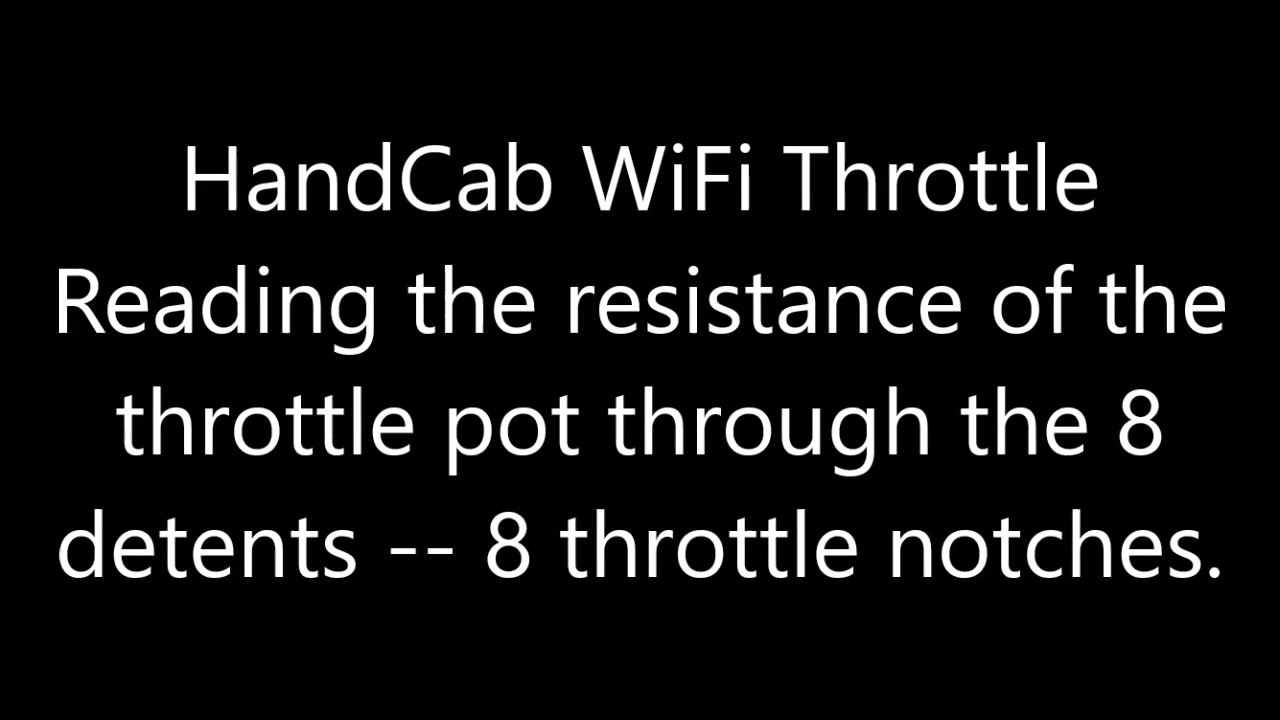 HandCab WiFi Throttle
Reading the resistance of the
throttle pot through the 8
detents -- 8 throttle notches.